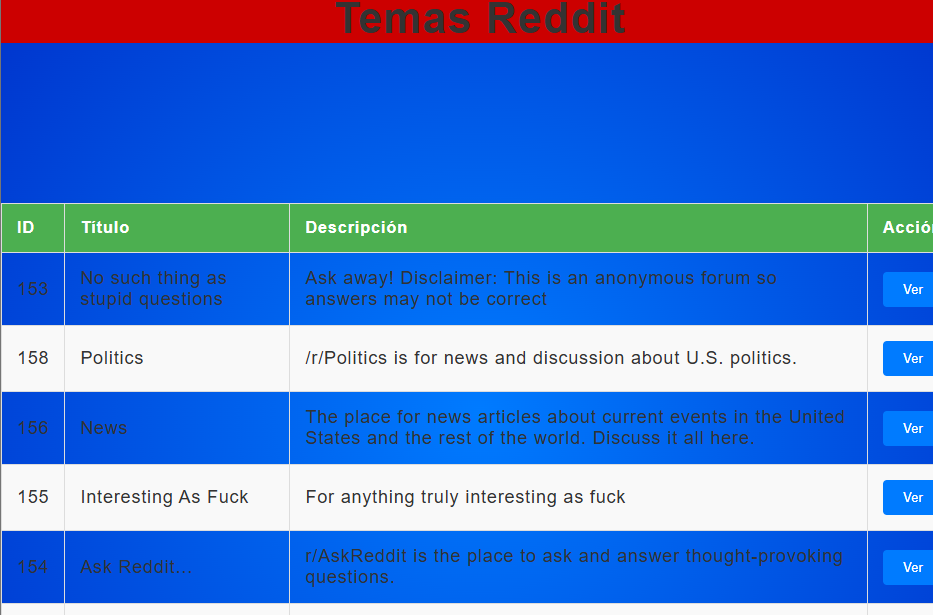 Temas Reddit
ID Título Descripción Acción
153 No such thing as stupid questions Ask away! Disclaimer: This is an anonymous forum so answers may not be correct Ver
158 Politics /r/Politics is for news and discussion about U.S. politics. Ver
156 News The place for news articles about current events in the United States and the rest of the world. Discuss it all here. Ver
155 Interesting As Fuck For anything truly interesting as fuck Ver
154 Ask Reddit... r/AskReddit is the place to ask and answer thought-provoking questions. Ver